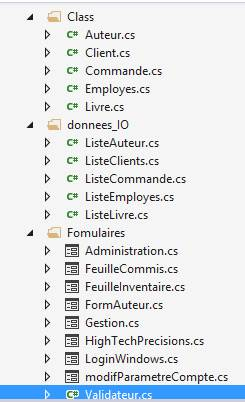 Class
C# Auteur.cs
C# Client.cs
C# Commande.cs
C# Employes.cs
C# Livre.cs
donnees_IO
C# ListeAuteur.cs
C# ListeClients.cs
C# ListeCommande.cs
C# ListeEmployes.cs
C# ListeLivre.cs
Fomulaires
Administration.cs
FeuilleCommis.cs
FeuilleInventaire.cs
FormAuteur.cs
Gestion.cs
HighTechPrecisions.cs
LoginWindows.cs
modifParametreCompte.cs
C# Validateur.cs